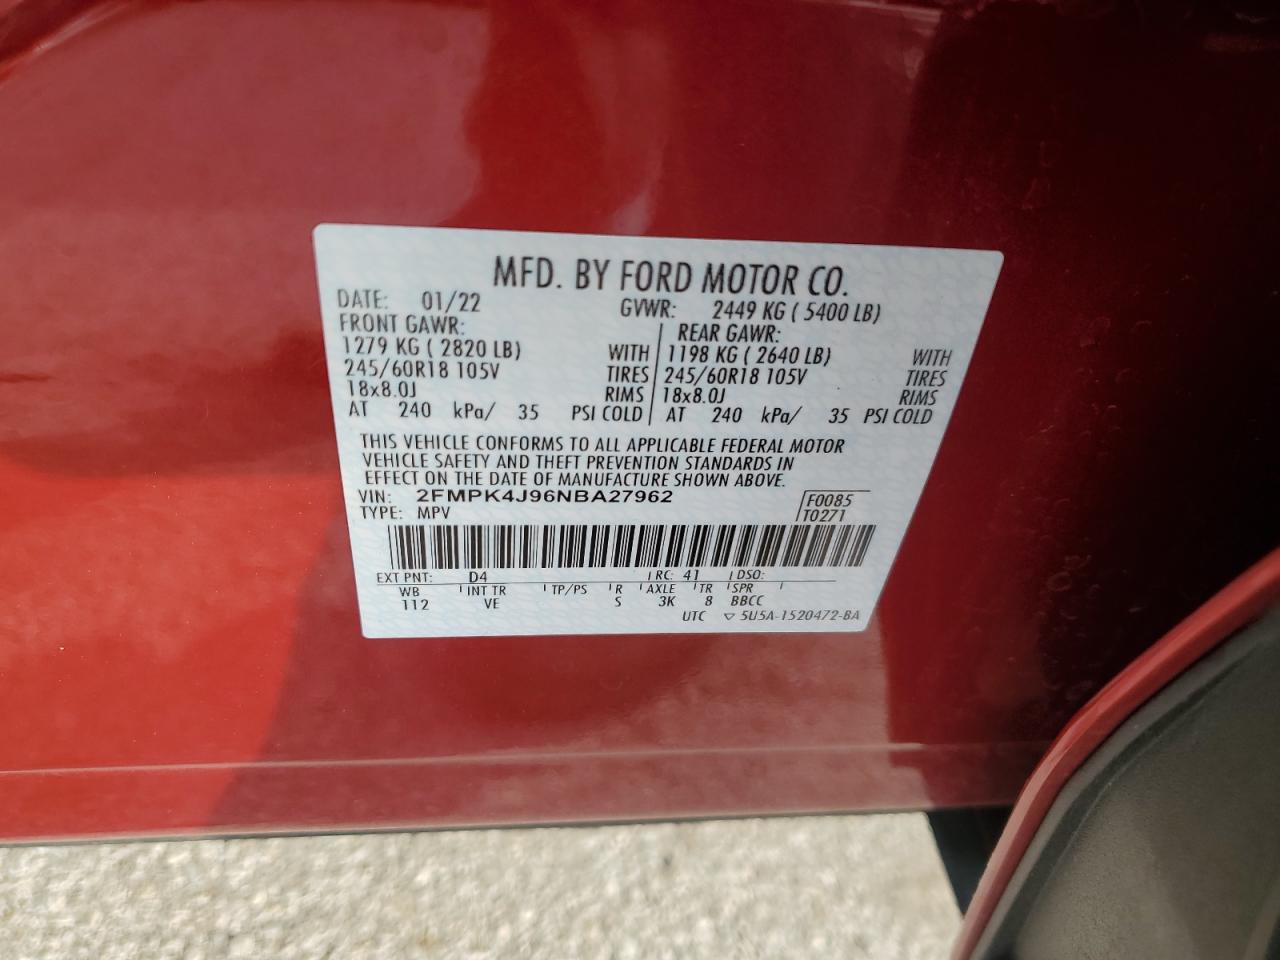 MFD. BY FORD MOTOR CO.
DATE: 01/22 GVWR: 2449 KG ( 5400 LB)
FRONT GAWR: REAR GAWR:
1279 KG ( 2820 LB) WITH 1198 KG ( 2640 LB) WITH
245/60R18 105V TIRES 245/60R18 105V TIRES
18x8.0J RIMS 18x8.0J RIMS
AT 240 kPa/ 35 PSI COLD AT 240 kPa/ 35 PSI COLD
THIS VEHICLE CONFORMS TO ALL APPLICABLE FEDERAL MOTOR
VEHICLE SAFETY AND THEFT PREVENTION STANDARDS IN
EFFECT ON THE DATE OF MANUFACTURE SHOWN ABOVE.
VIN: 2FMPK4J96NBA27962 F0085
TYPE: MPV T0271
EXT PNT: D4 RC: 41 DSO:
WB INT TR TP/PS R AXLE TR SPR
112 VE S 3K 8 BBCC
UTC ▽ 5U5A-1520472-BA